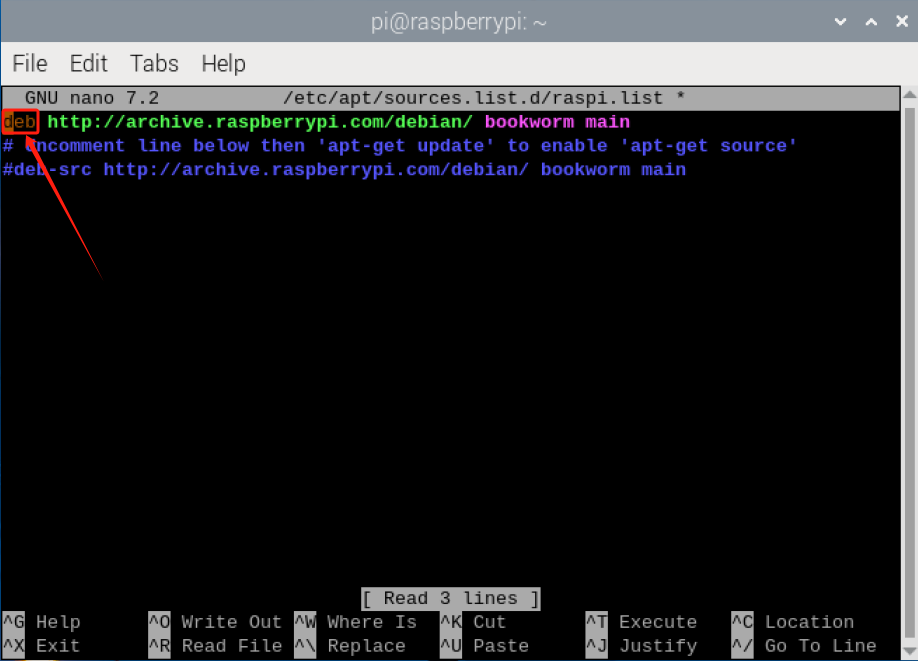 pi@raspberrypi: ~
File Edit Tabs Help
GNU nano 7.2 /etc/apt/sources.list.d/raspi.list *
deb http://archive.raspberrypi.com/debian/ bookworm main
# Uncomment line below then 'apt-get update' to enable 'apt-get source'
#deb-src http://archive.raspberrypi.com/debian/ bookworm main
[ Read 3 lines ]
^G Help ^O Write Out ^W Where Is ^K Cut ^T Execute ^C Location
^X Exit ^R Read File ^\ Replace ^U Paste ^J Justify ^/ Go To Line